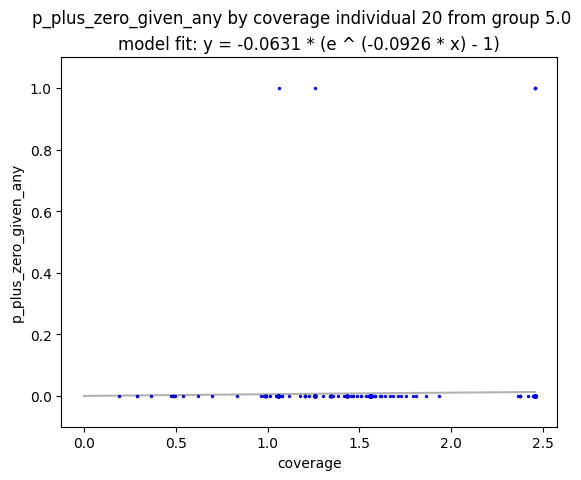 p_plus_zero_given_any by coverage individual 20 from group 5.0
model fit: y = -0.0631 * (e ^ (-0.0926 * x) - 1)
p_plus_zero_given_any
1.0
0.8
0.6
0.4
0.2
0.0
0.0 0.5 1.0 1.5 2.0 2.5
coverage